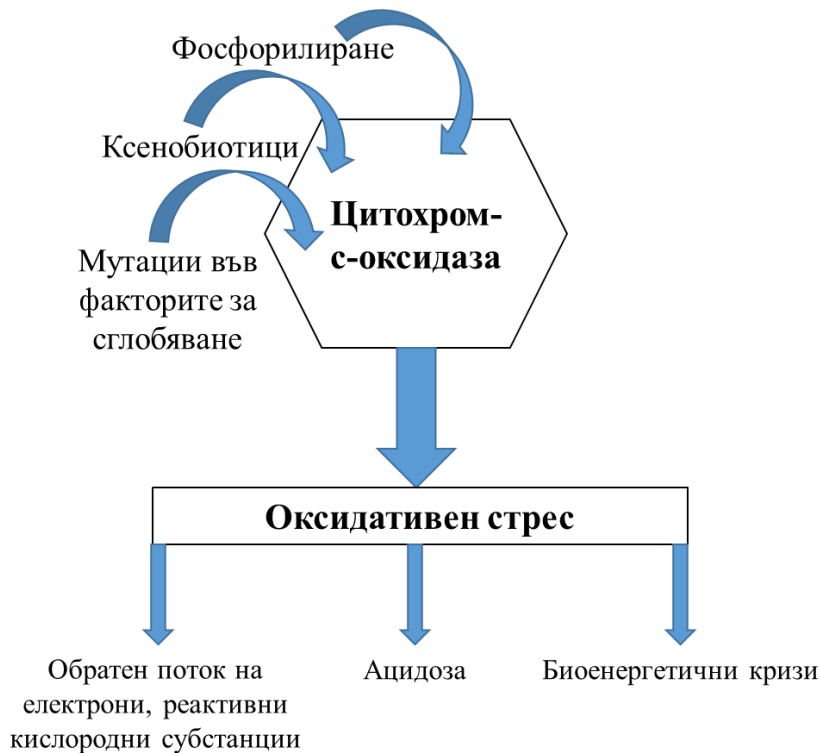 Фосфорилиране
Ксенобиотици
Мутации във
факторите за
сглобяване
Цитохром-
с-оксидаза
Оксидативен стрес
Обратен поток на
електрони, реактивни
кислородни субстанции
Ацидоза
Биоенергетични кризи